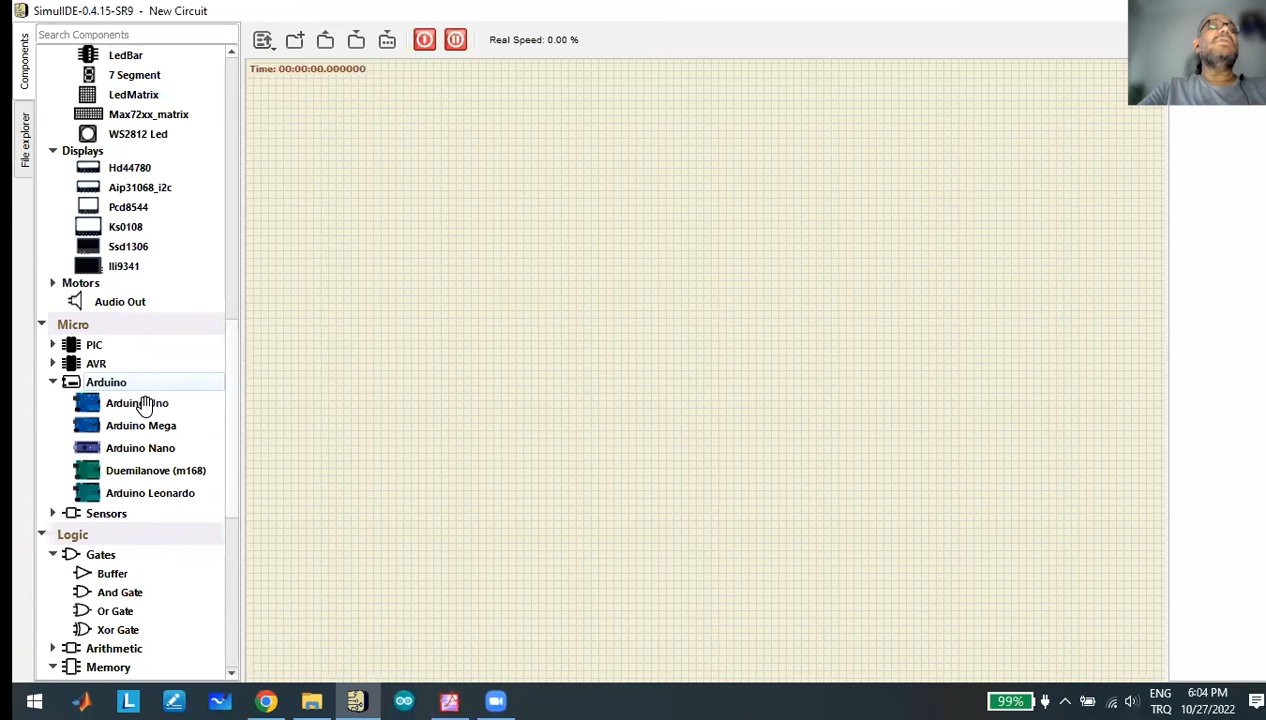 SimulIDE-0.4.15-SR9 - New Circuit
Components
File explorer
Search Components
Real Speed: 0.00 %
Time: 00:00:00.000000
LedBar
7 Segment
LedMatrix
Max72xx_matrix
WS2812 Led
Displays
Hd44780
Aip31068_i2c
Pcd8544
Ks0108
Ssd1306
Ili9341
Motors
Audio Out
Micro
PIC
AVR
Arduino
Arduino Uno
Arduino Mega
Arduino Nano
Duemilanove (m168)
Arduino Leonardo
Sensors
Logic
Gates
Buffer
And Gate
Or Gate
Xor Gate
Arithmetic
Memory
L
99%
ENG
TRQ
6:04 PM
10/27/2022